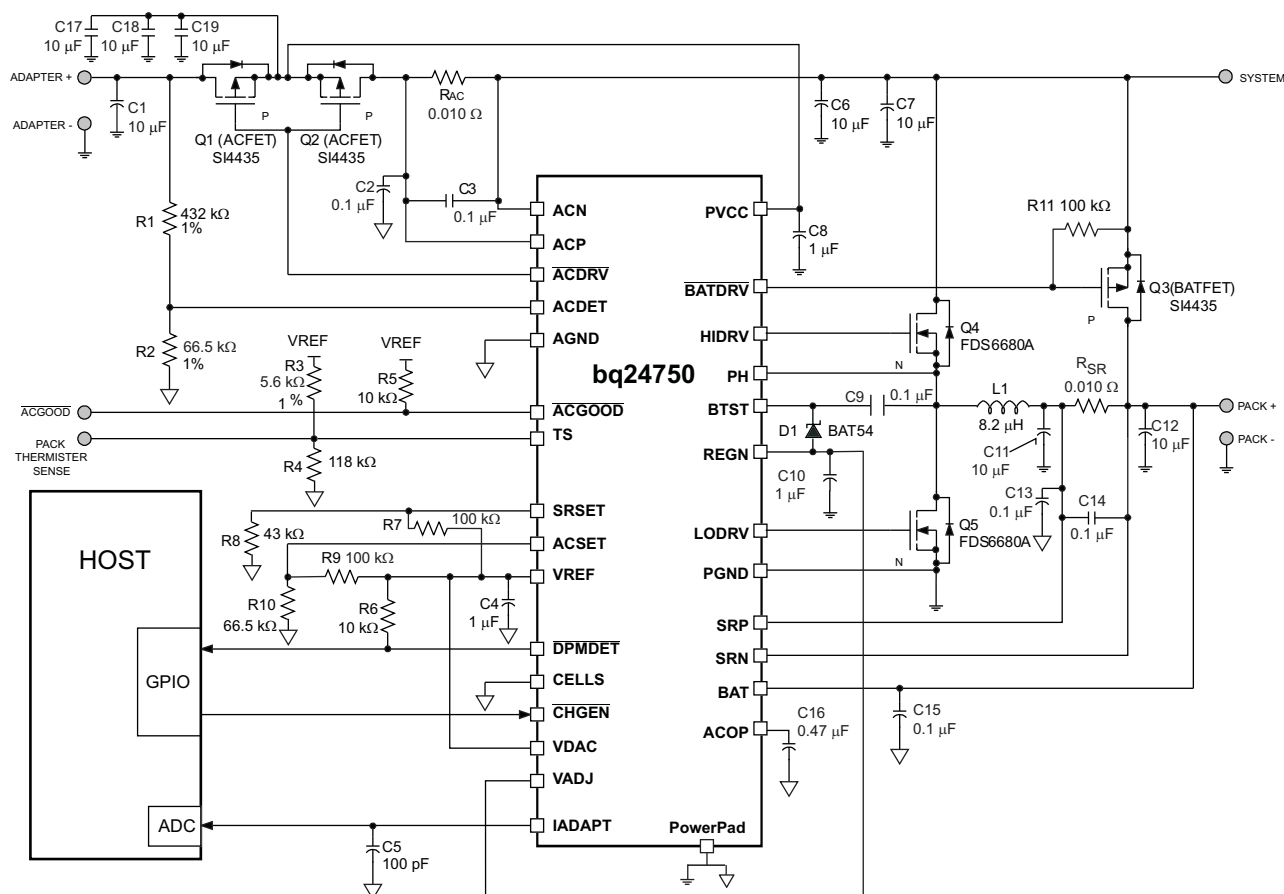 C17
10 µF
C18
10 µF
C19
10 µF
ADAPTER +
C1
10 µF
ADAPTER -
P
Q1 (ACFET)
SI4435
P
Q2 (ACFET)
SI4435
RAC
0.010 Ω
C6
10 µF
C7
10 µF
SYSTEM
C2
0.1 µF
C3
0.1 µF
R1
432 kΩ
1%
R2
66.5 kΩ
1%
VREF
R3
5.6 kΩ
1 %
VREF
R5
10 kΩ
ACGOOD
PACK
THERMISTER
SENSE
R4
118 kΩ
bq24750
ACN
ACP
ACDRV
ACDET
AGND
ACGOOD
TS
SRSET
ACSET
VREF
DPMDET
CELLS
CHGEN
VDAC
VADJ
IADAPT
PVCC
BATDRV
HIDRV
PH
BTST
REGN
LODRV
PGND
SRP
SRN
BAT
ACOP
PowerPad
C8
1 µF
R11 100 kΩ
P
Q3(BATFET)
SI4435
Q4
FDS6680A
N
C9
0.1 µF
L1
8.2 µH
RSR
0.010 Ω
PACK +
PACK -
D1
BAT54
C10
1 µF
C11
10 µF
C12
10 µF
C13
0.1 µF
C14
0.1 µF
Q5
FDS6680A
N
C15
0.1 µF
C16
0.47 µF
HOST
GPIO
ADC
R8
43 kΩ
R7
100 kΩ
R9 100 kΩ
R10
66.5 kΩ
R6
10 kΩ
C4
1 µF
C5
100 pF